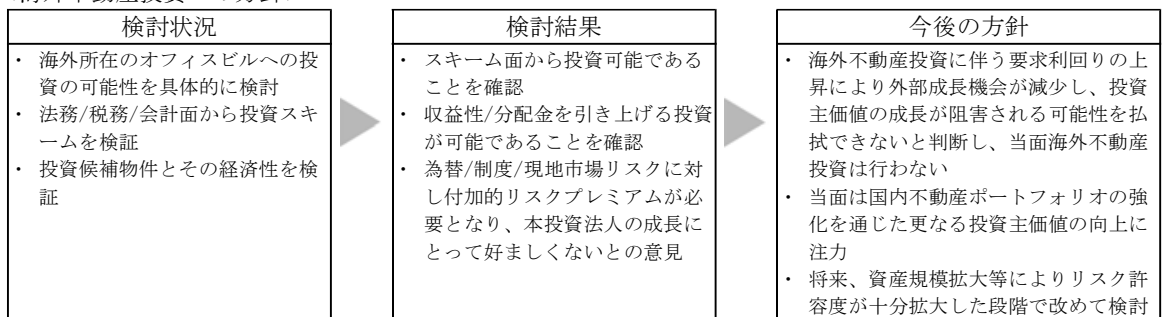 検討状況
・ 海外所在のオフィスビルへの投
資の可能性を具体的に検討
・ 法務/税務/会計面から投資スキ
ームを検証
・ 投資候補物件とその経済性を検
証
検討結果
・ スキーム面から投資可能である
ことを確認
・ 収益性/分配金を引き上げる投資
が可能であることを確認
・ 為替/制度/現地市場リスクに対
し付加的リスクプレミアムが必
要となり、本投資法人の成長に
とって好ましくないとの意見
今後の方針
・ 海外不動産投資に伴う要求利回りの上
昇により外部成長機会が減少し、投資
主価値の成長が阻害される可能性を払
拭できないと判断し、当面海外不動産
投資は行わない
・ 当面は国内不動産ポートフォリオの強
化を通じた更なる投資主価値の向上に
注力
・ 将来、資産規模拡大等によりリスク許
容度が十分拡大した段階で改めて検討